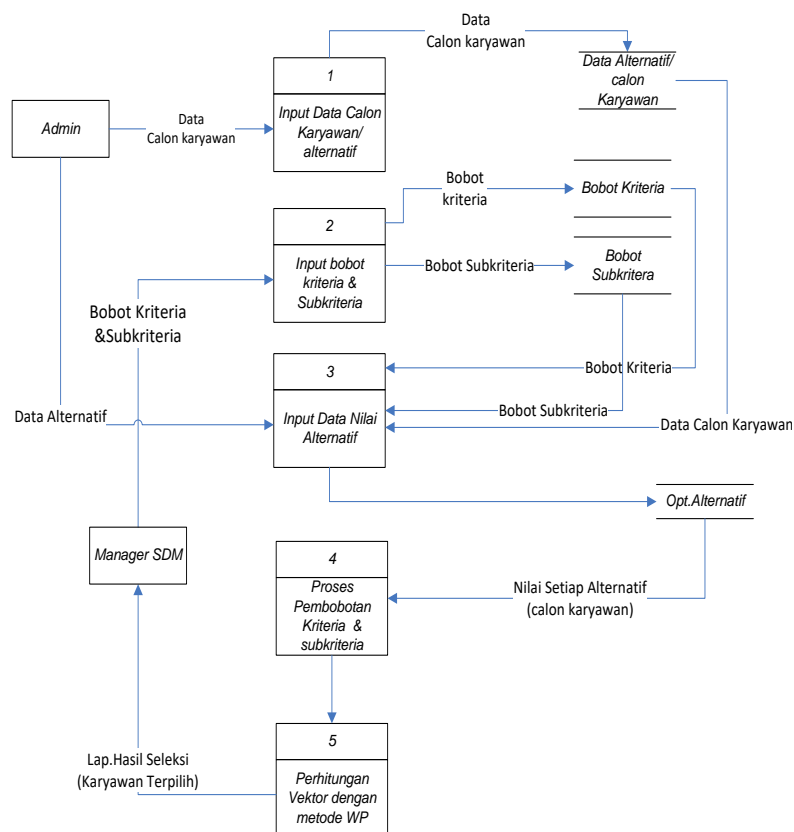 Data
Calon karyawan
1
Input Data Calon
Karyawan/
alternatif
Data Alternatif/
calon
Karyawan
Admin
Data
Calon karyawan
Bobot
kriteria
Bobot Kriteria
2
Input bobot
kriteria &
Subkriteria
Bobot Subkriteria
Bobot
Subkritera
Bobot Kriteria
&Subkriteria
3
Input Data Nilai
Alternatif
Bobot Kriteria
Bobot Subkriteria
Data Alternatif
Data Calon Karyawan
Opt.Alternatif
Manager SDM
4
Proses
Pembobotan
Kriteria &
subkriteria
Nilai Setiap Alternatif
(calon karyawan)
5
Perhitungan
Vektor dengan
metode WP
Lap.Hasil Seleksi
(Karyawan Terpilih)